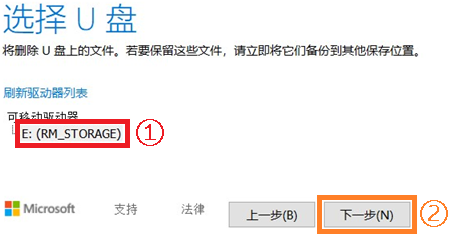 选择 U 盘
将删除 U 盘上的文件。若要保留这些文件，请立即将它们备份到其他保存位置。
刷新驱动器列表
可移动驱动器
E: (RM_STORAGE) ①
Microsoft 支持 法律 上一步(B) 下一步(N) ②